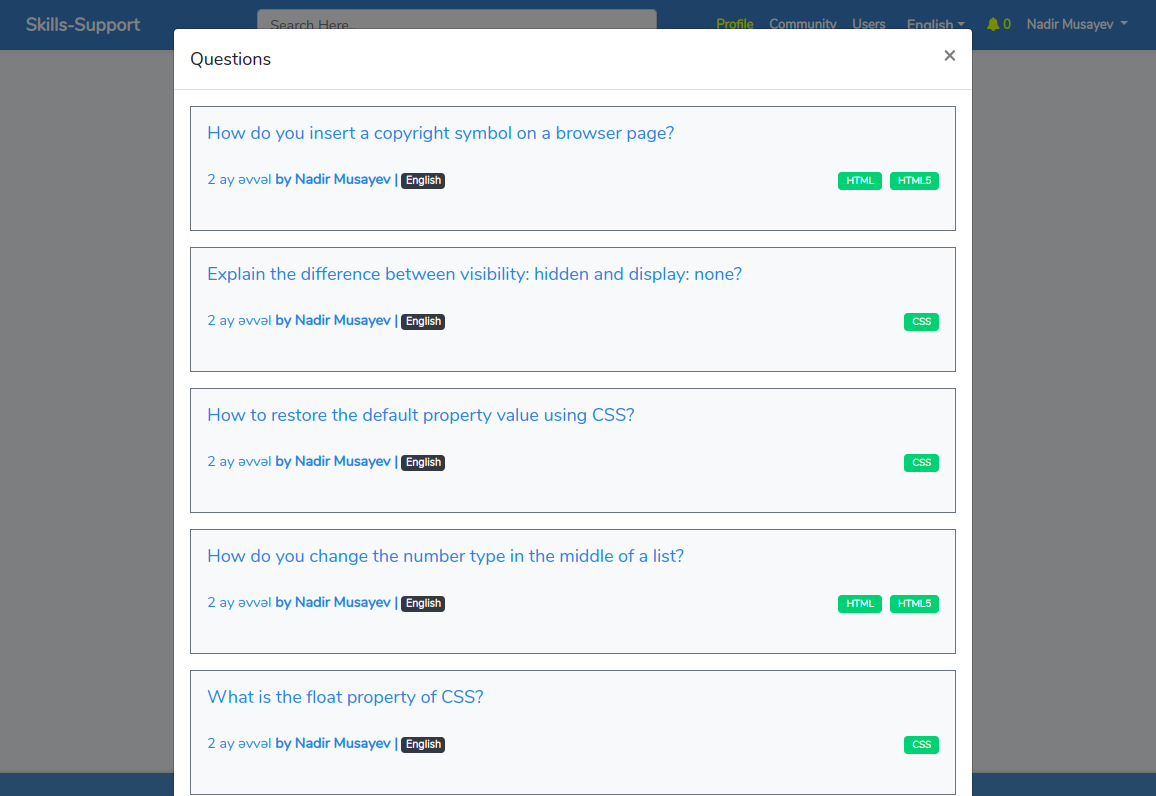 Skills-Support Search Here Profile Community Users English 0 Nadir Musayev
Questions ×
How do you insert a copyright symbol on a browser page?
2 ay əvvəl by Nadir Musayev | English HTML HTML5
Explain the difference between visibility: hidden and display: none?
2 ay əvvəl by Nadir Musayev | English CSS
How to restore the default property value using CSS?
2 ay əvvəl by Nadir Musayev | English CSS
How do you change the number type in the middle of a list?
2 ay əvvəl by Nadir Musayev | English HTML HTML5
What is the float property of CSS?
2 ay əvvəl by Nadir Musayev | English CSS